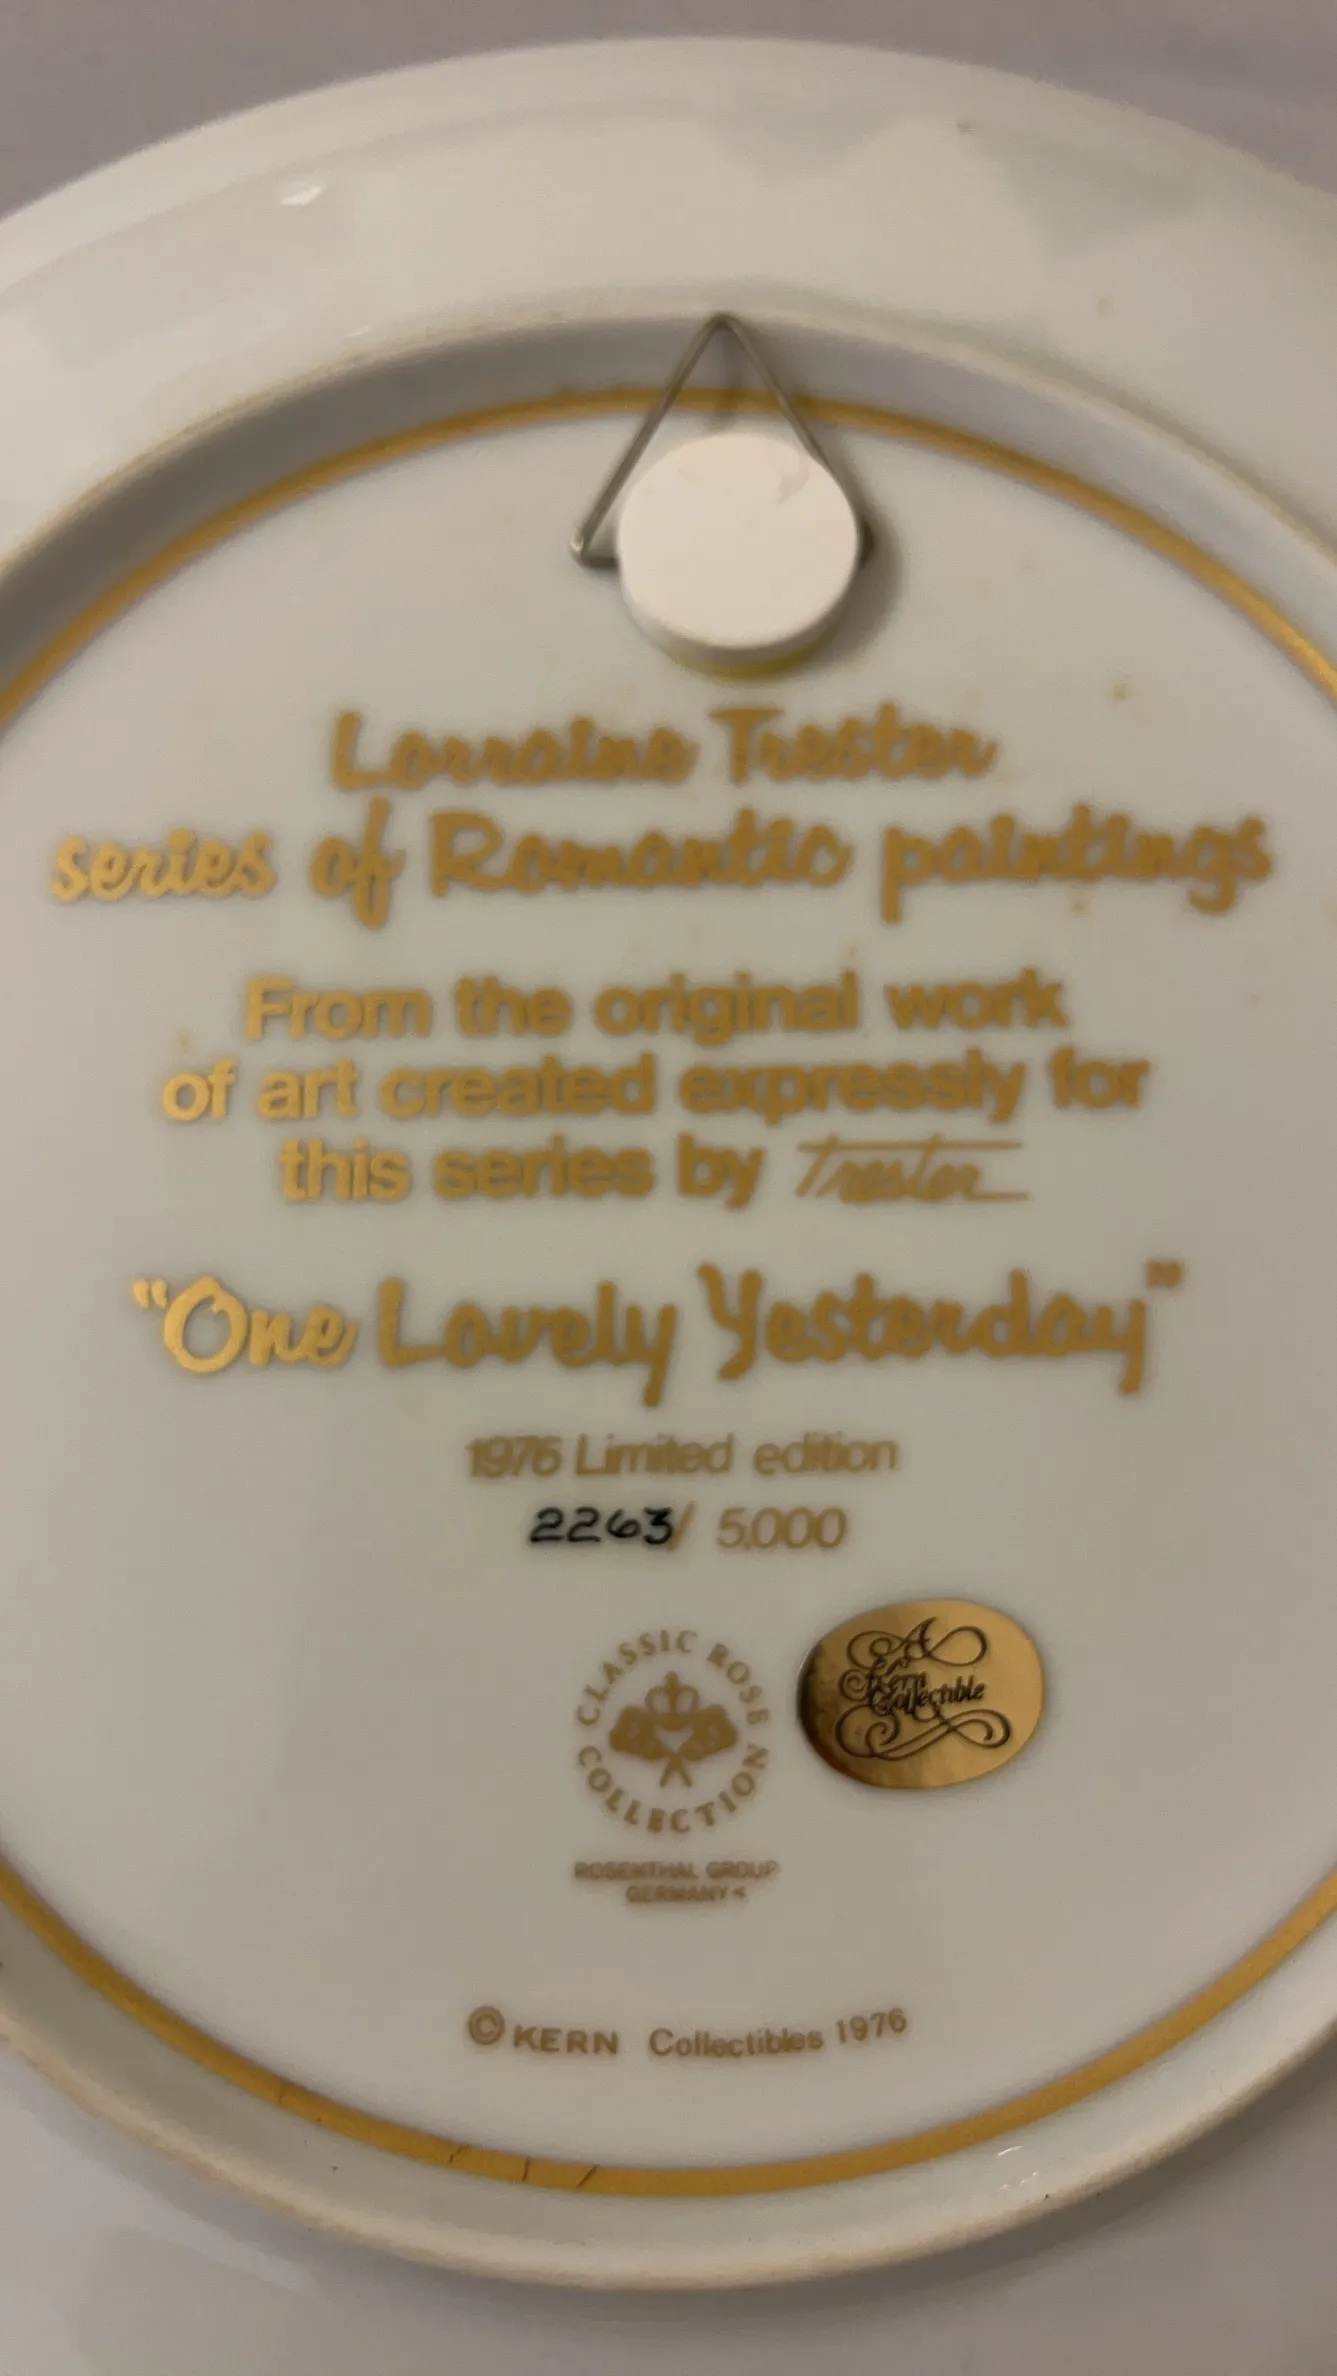 Lorraine Trester
series of Romantic paintings
From the original work
of art created expressly for
this series by Trester
"One Lovely Yesterday"
1976 Limited edition
2263/ 5,000
CLASSIC ROSE COLLECTION
A Kern Collectible
ROSENTHAL GROUP
GERMANY
© KERN Collectibles 1976